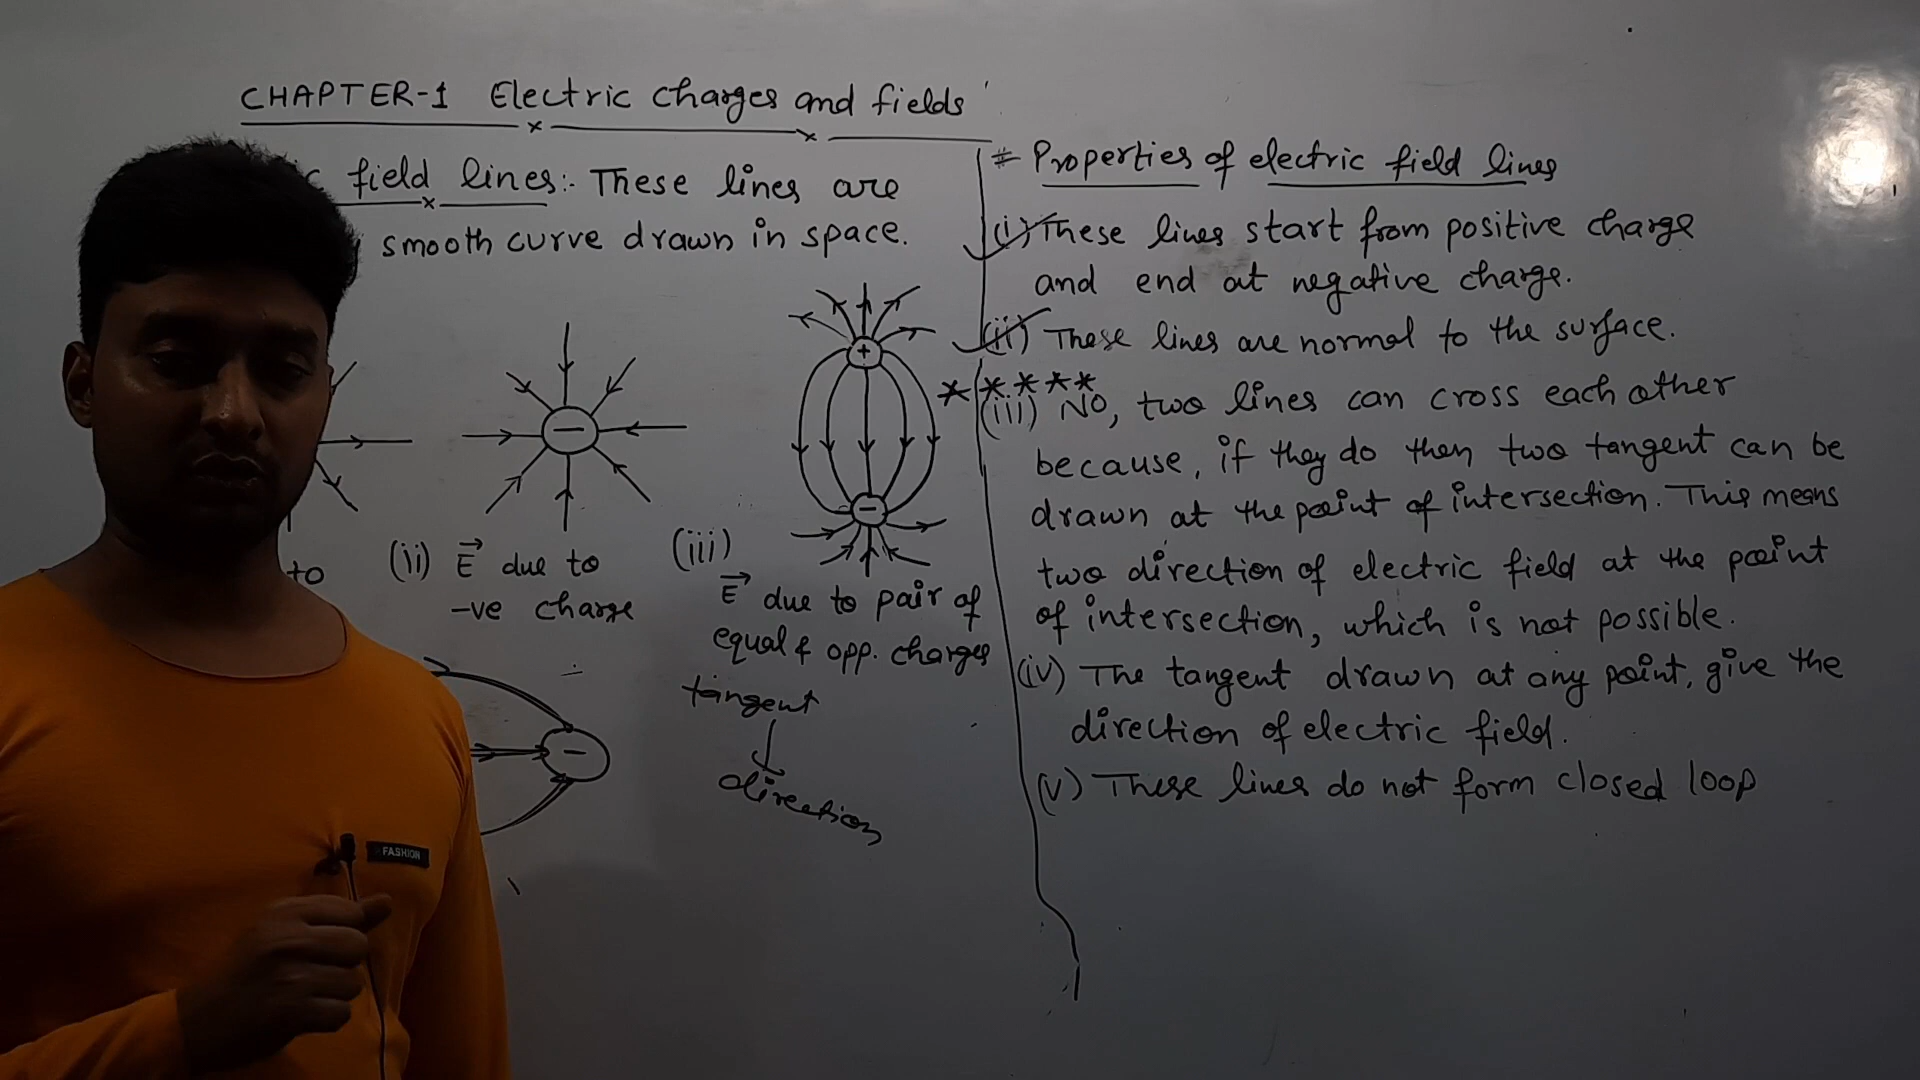 CHAPTER-1 Electric charges and fields
field lines:- These lines are
smooth curve drawn in space.
to
(ii) E⃗ due to
-ve charge
(iii)
E⃗ due to pair of
equal & opp. charges
tangent
direction
+
-
-
-
# Properties of electric field lines
(i) These lines start from positive charge
and end at negative charge.
(ii) These lines are normal to the surface.
*****
(iii) NO, two lines can cross each other
because, if they do then two tangent can be
drawn at the point of intersection. This means
two direction of electric field at the point
of intersection, which is not possible.
(iv) The tangent drawn at any point, give the
direction of electric field.
(v) These lines do not form closed loop
FASHION